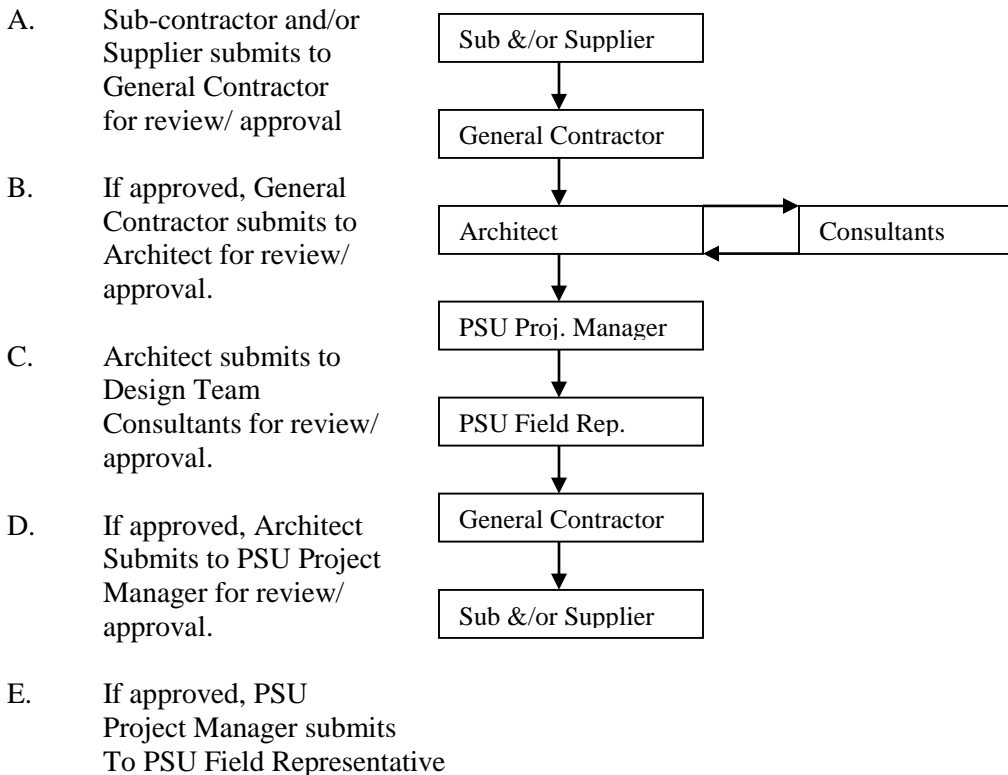 A. Sub-contractor and/or
Supplier submits to
General Contractor
for review/ approval
B. If approved, General
Contractor submits to
Architect for review/
approval.
C. Architect submits to
Design Team
Consultants for review/
approval.
D. If approved, Architect
Submits to PSU Project
Manager for review/
approval.
E. If approved, PSU
Project Manager submits
To PSU Field Representative
Sub &/or Supplier
General Contractor
Architect
Consultants
PSU Proj. Manager
PSU Field Rep.
General Contractor
Sub &/or Supplier